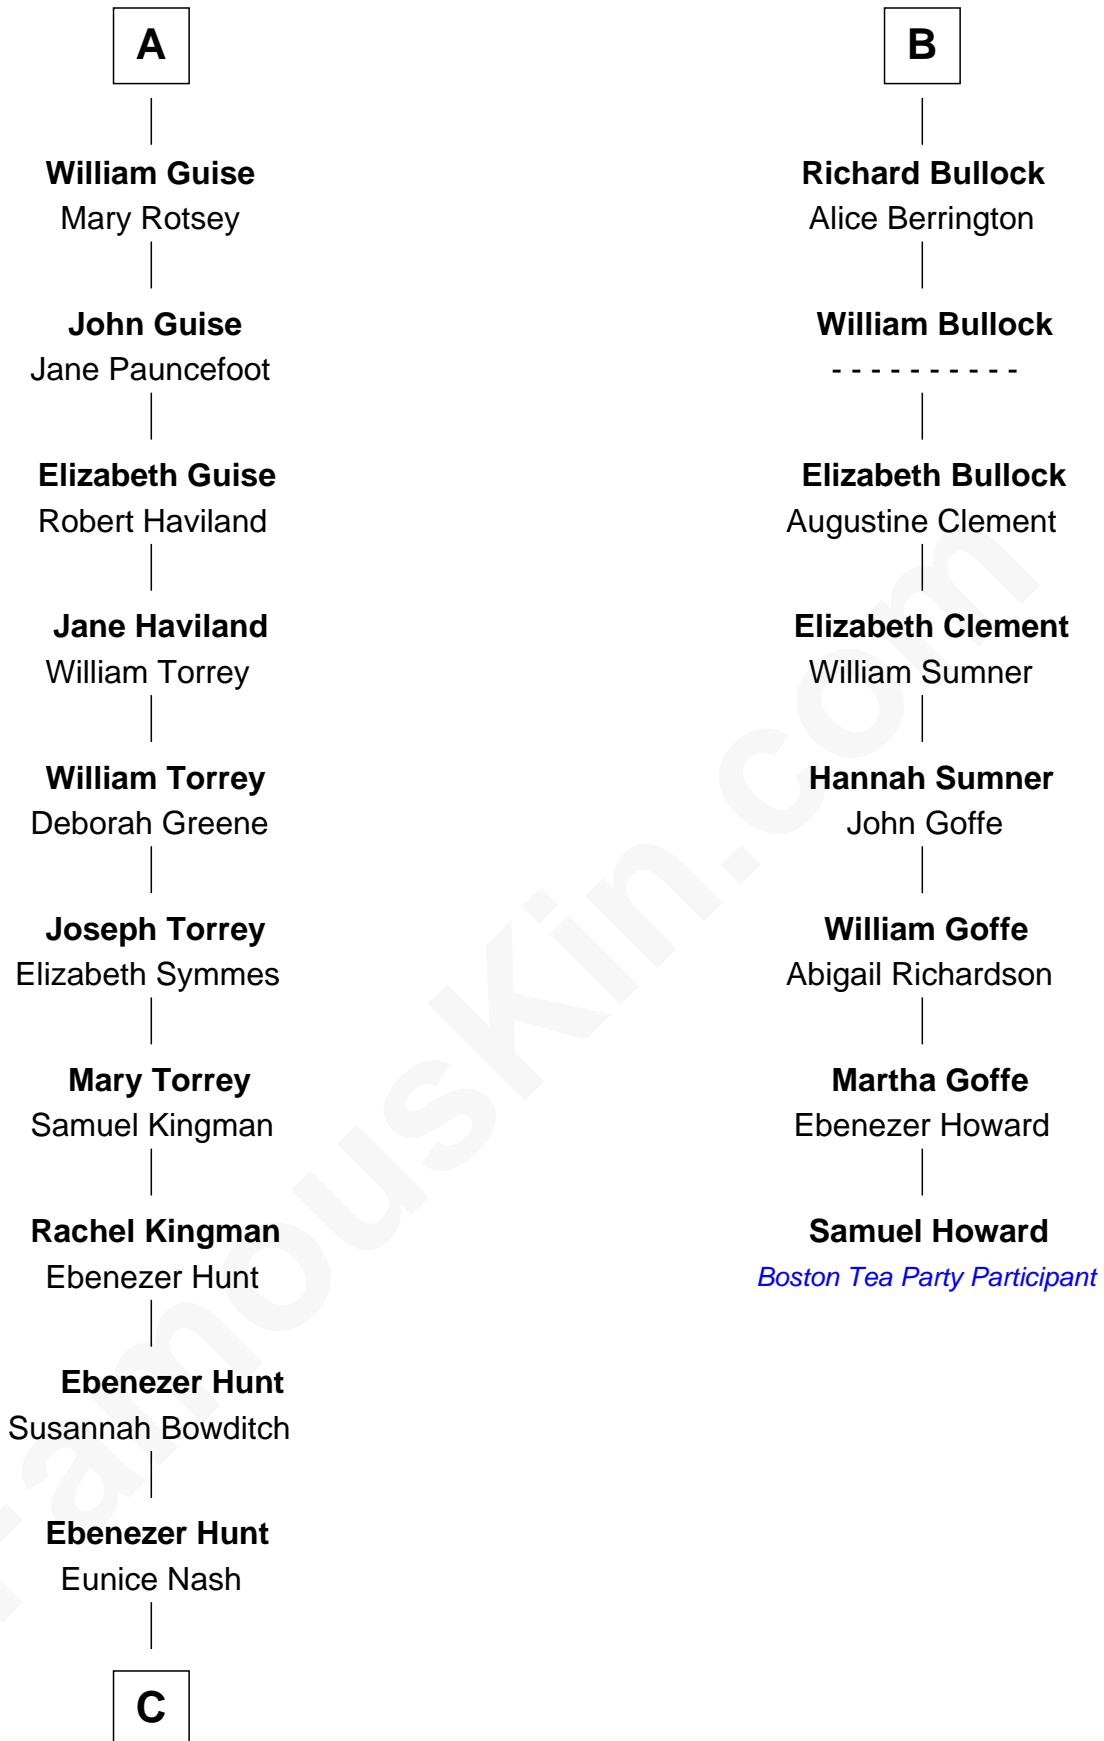 A
William Guise
Mary Rotsey
John Guise
Jane Pauncefoot
Elizabeth Guise
Robert Haviland
Jane Haviland
William Torrey
William Torrey
Deborah Greene
Joseph Torrey
Elizabeth Symmes
Mary Torrey
Samuel Kingman
Rachel Kingman
Ebenezer Hunt
Ebenezer Hunt
Susannah Bowditch
Ebenezer Hunt
Eunice Nash
C
B
Richard Bullock
Alice Berrington
William Bullock
- - - - - - - - - -
Elizabeth Bullock
Augustine Clement
Elizabeth Clement
William Sumner
Hannah Sumner
John Goffe
William Goffe
Abigail Richardson
Martha Goffe
Ebenezer Howard
Samuel Howard
Boston Tea Party Participant
FamousKin.com